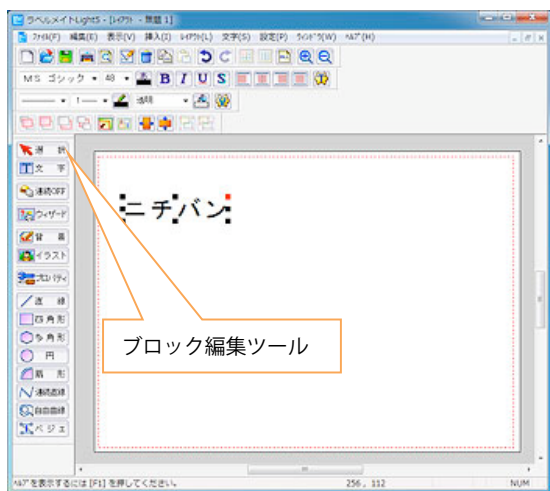 ラベルメイトLight5 - [ﾚｲｱｳﾄ - 無題 1]
ﾌｧｲﾙ(F) 編集(E) 表示(V) 挿入(I) ﾚｲｱｳﾄ(L) 文字(S) 設定(P) ｳｨﾝﾄﾞｳ(W) ﾍﾙﾌﾟ(H)
MS ゴシック 48 B I U S
1 透明
選 択
文 字
連続OFF
ウィザード
背 景
イラスト
プロパティ
直 線
四角形
多角形
円
扇 形
連続直線
自由曲線
ベジェ
ニチバン
ブロック編集ツール
ﾍﾙﾌﾟを表示するには [F1] を押してください。 256 , 112 NUM